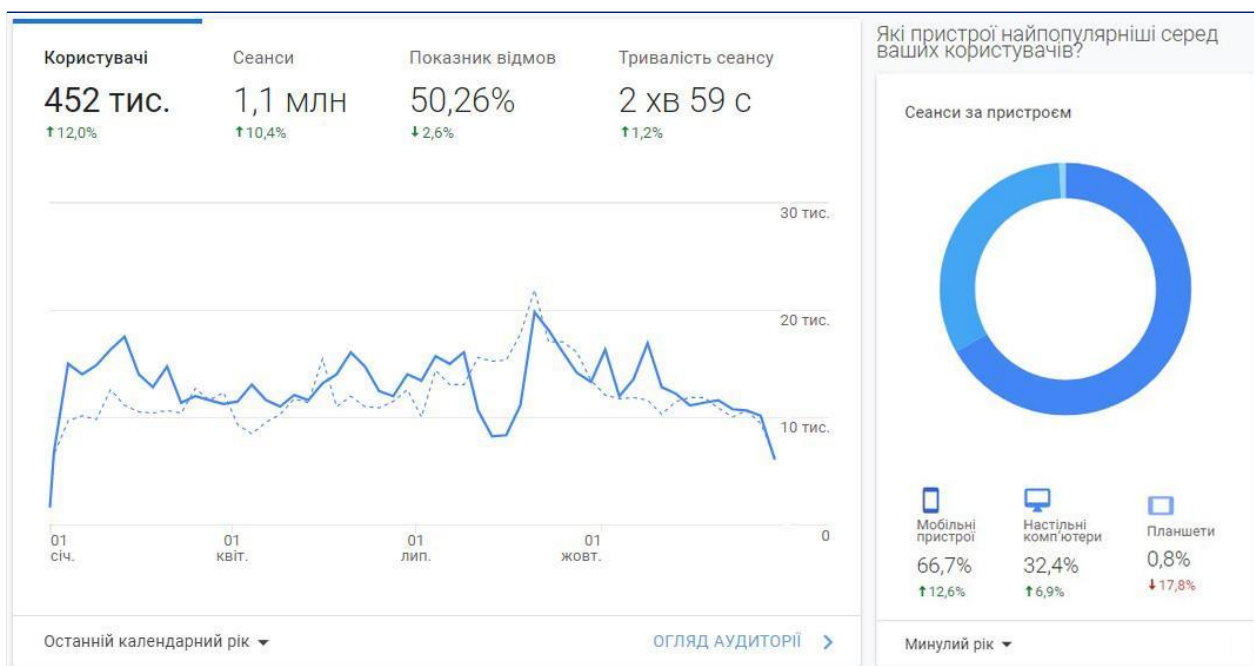 Користувачі
452 тис.
↑12,0%
Сеанси
1,1 млн
↑10,4%
Показник відмов
50,26%
↓2,6%
Тривалість сеансу
2 хв 59 с
↑1,2%
30 тис.
20 тис.
10 тис.
0
01
січ.
01
квіт.
01
лип.
01
жовт.
Останній календарний рік
ОГЛЯД АУДИТОРІЇ
Які пристрої найпопулярніші серед
ваших користувачів?
Сеанси за пристроєм
Мобільні
пристрої
66,7%
↑12,6%
Настільні
комп'ютери
32,4%
↑6,9%
Планшети
0,8%
↓17,8%
Минулий рік